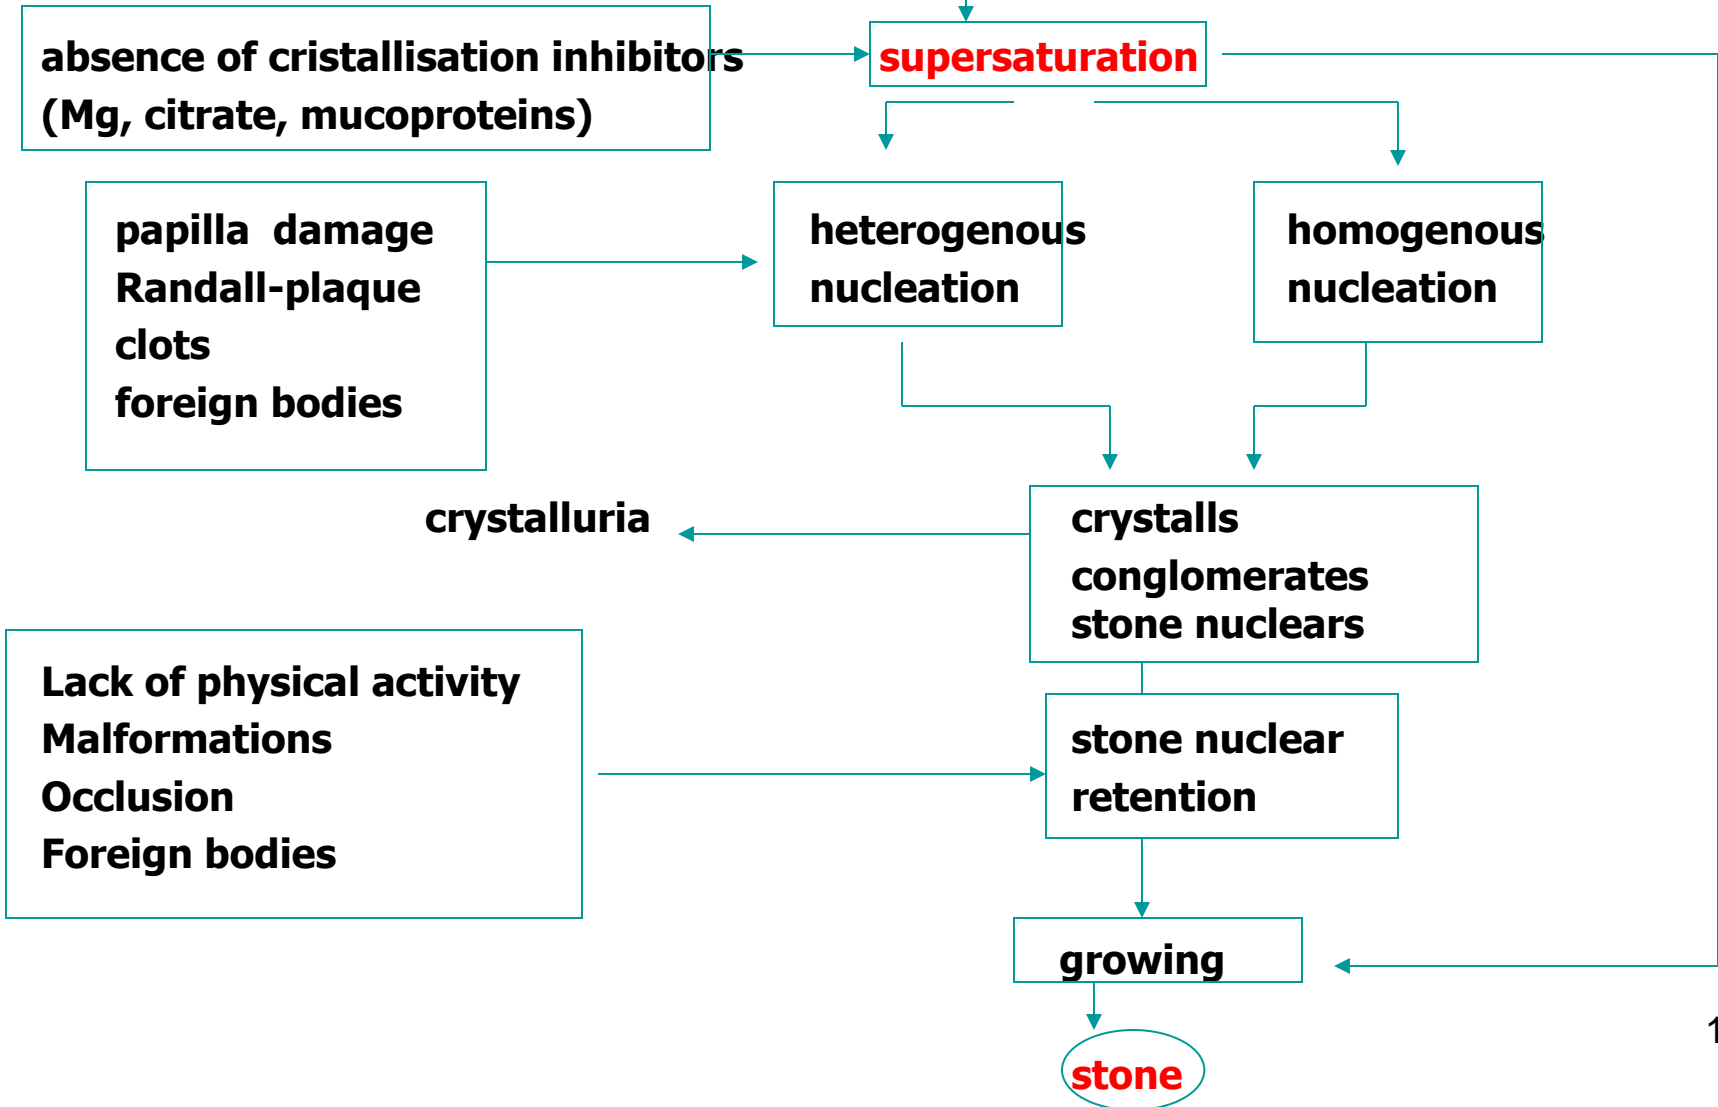 absence of cristallisation inhibitors
(Mg, citrate, mucoproteins)
supersaturation
papilla damage
Randall-plaque
clots
foreign bodies
heterogenous
nucleation
homogenous
nucleation
crystalluria
crystalls
conglomerates
stone nuclears
Lack of physical activity
Malformations
Occlusion
Foreign bodies
stone nuclear
retention
growing
stone